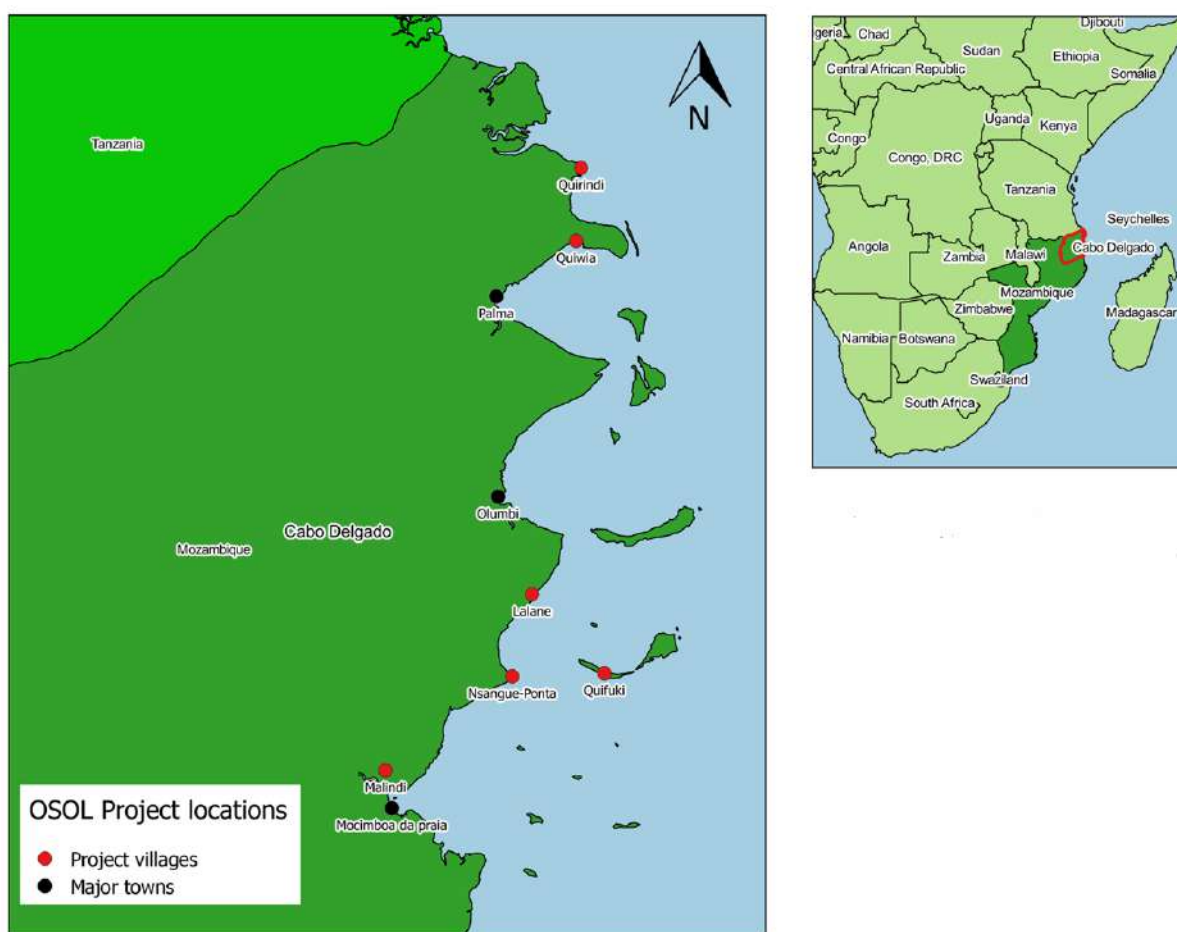 N
Tanzania
Quirindi
Quiwia
Palma
Olumbi
Cabo Delgado
Mozambique
Lalane
Nsangue-Ponta
Quifuki
Malindi
Mocimboa da praia
OSOL Project locations
Project villages
Major towns
Djibouti
geria
Chad
Sudan
Ethiopia
Central African Republic
Somalia
Uganda
Kenya
Congo
Congo, DRC
Tanzania
Seychelles
Cabo Delgado
Angola
Zambia
Malawi
Mozambique
Zimbabwe
Madagascar
Namibia
Botswana
Swaziland
South Africa